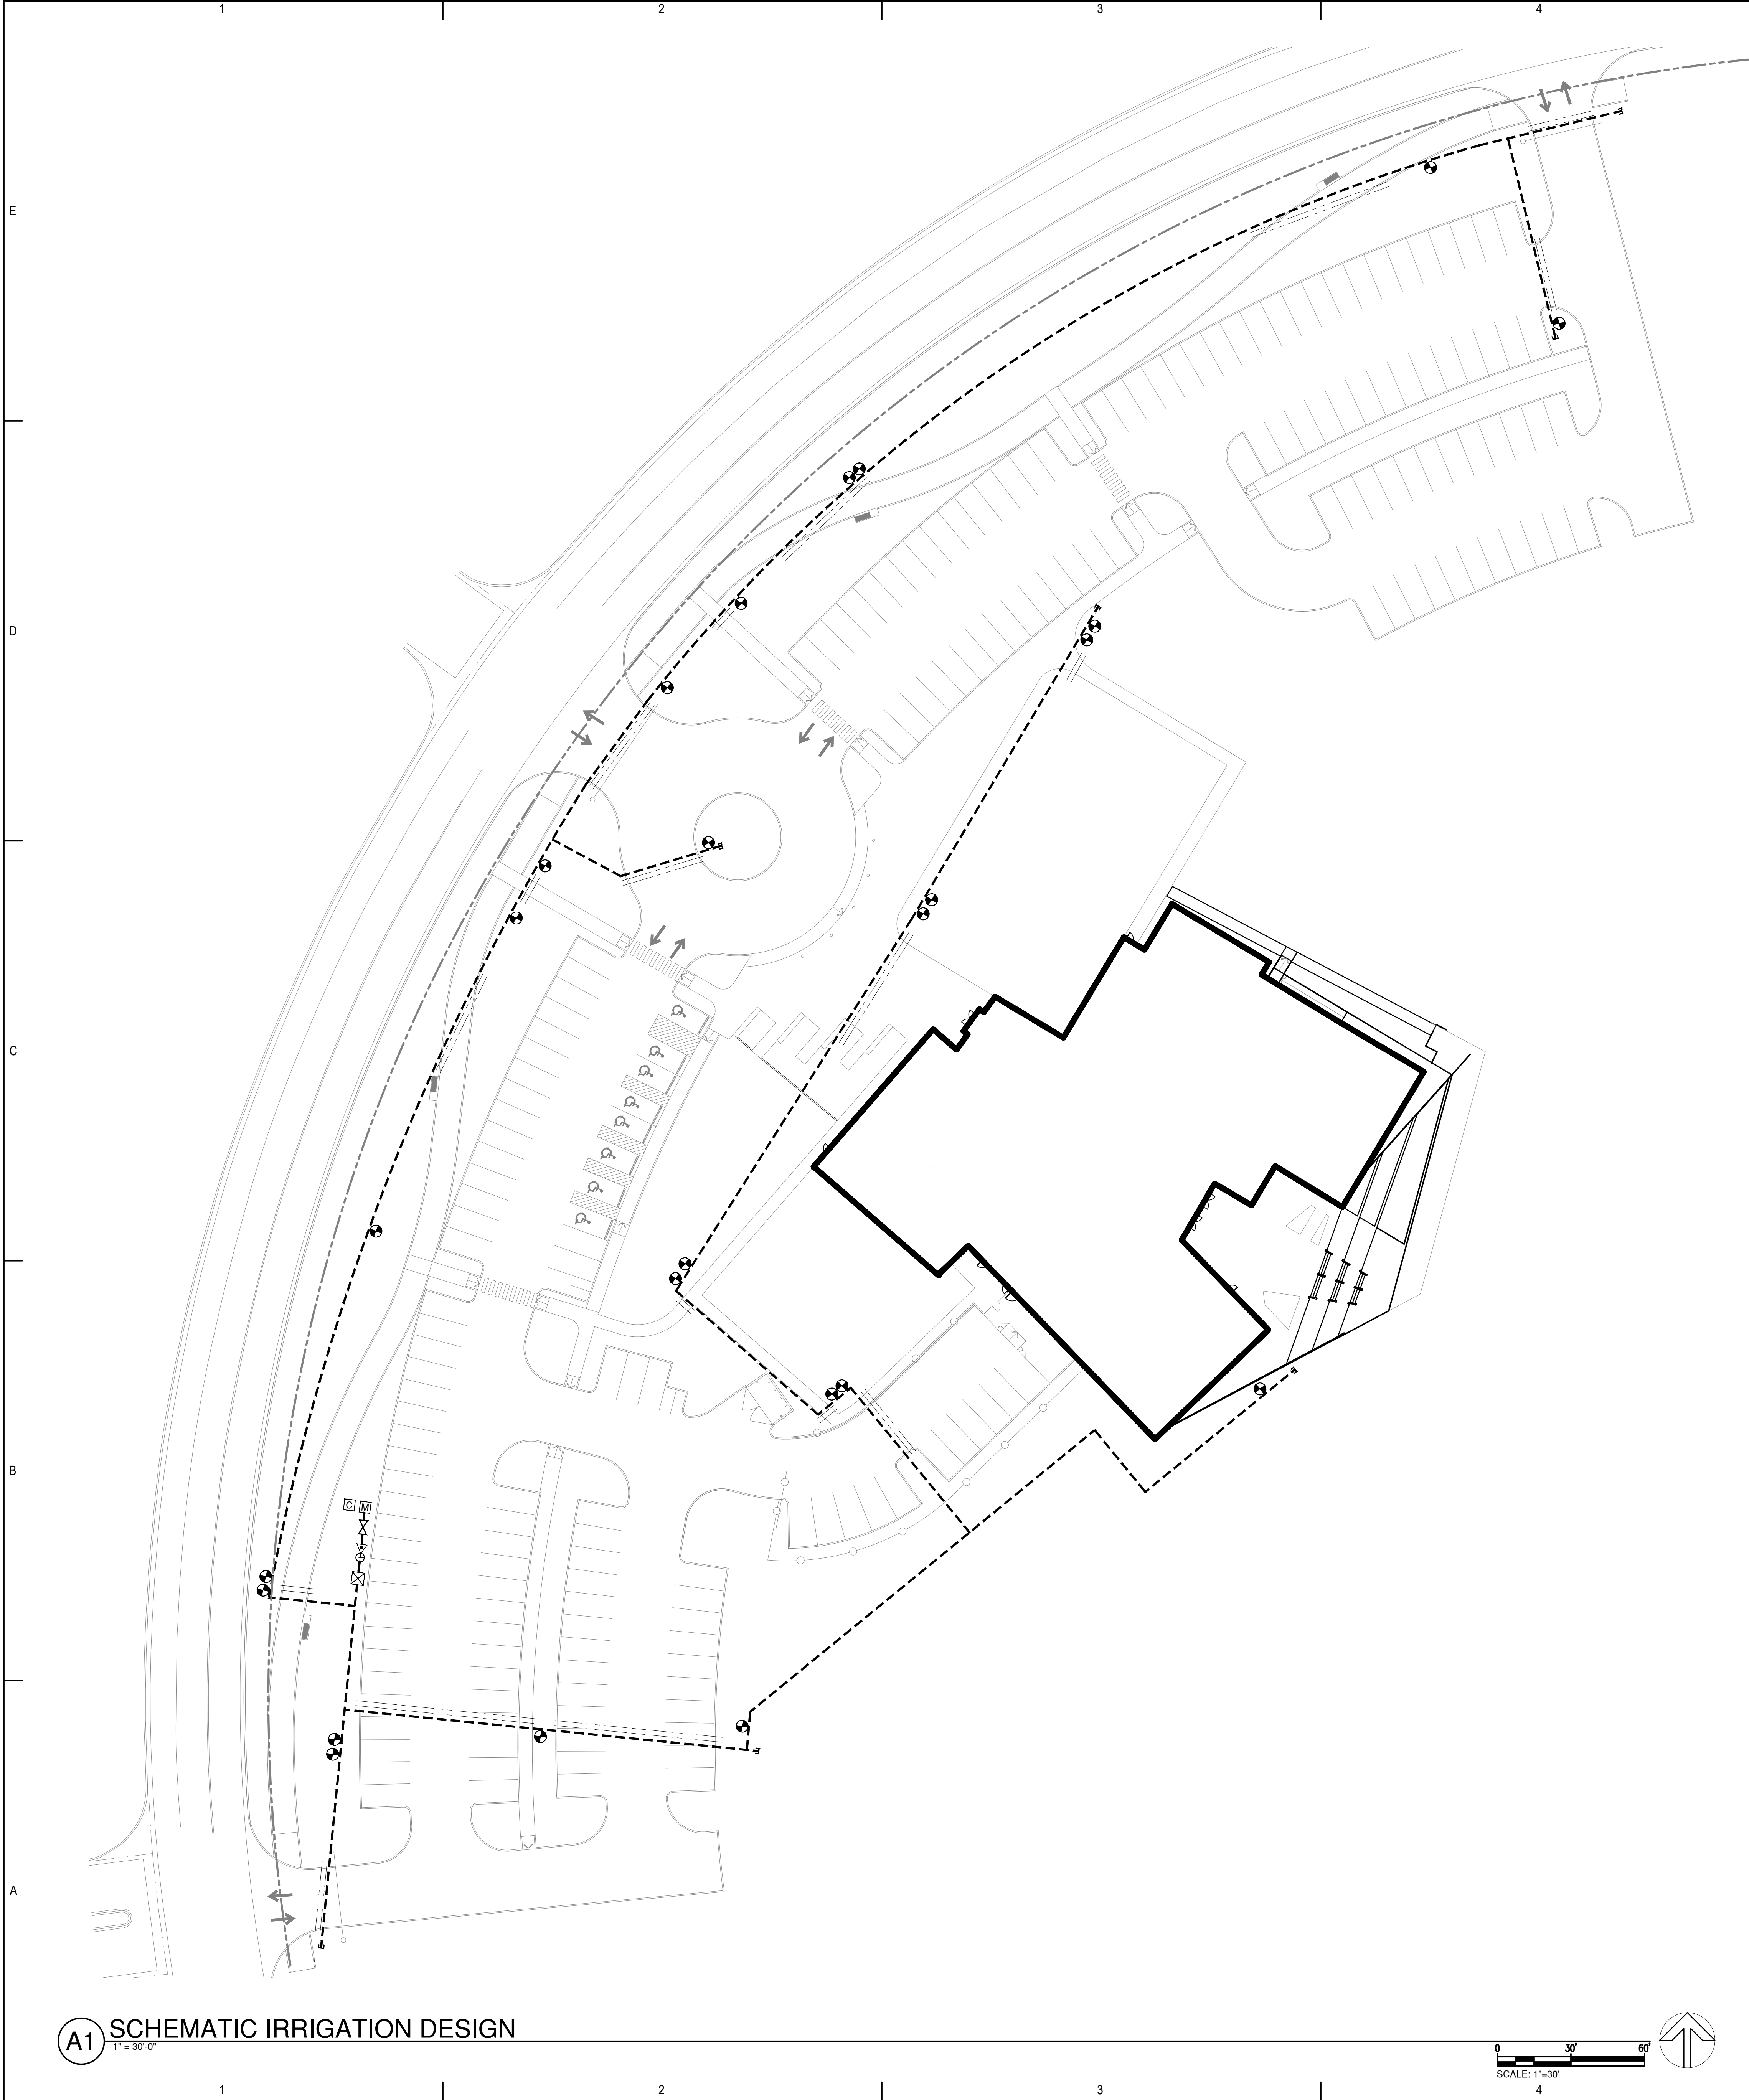 1 2 3 4
E
D
C
B
C M
A
A1 SCHEMATIC IRRIGATION DESIGN
1" = 30'-0"
0 30' 60'
SCALE: 1"=30'
1 2 3 4